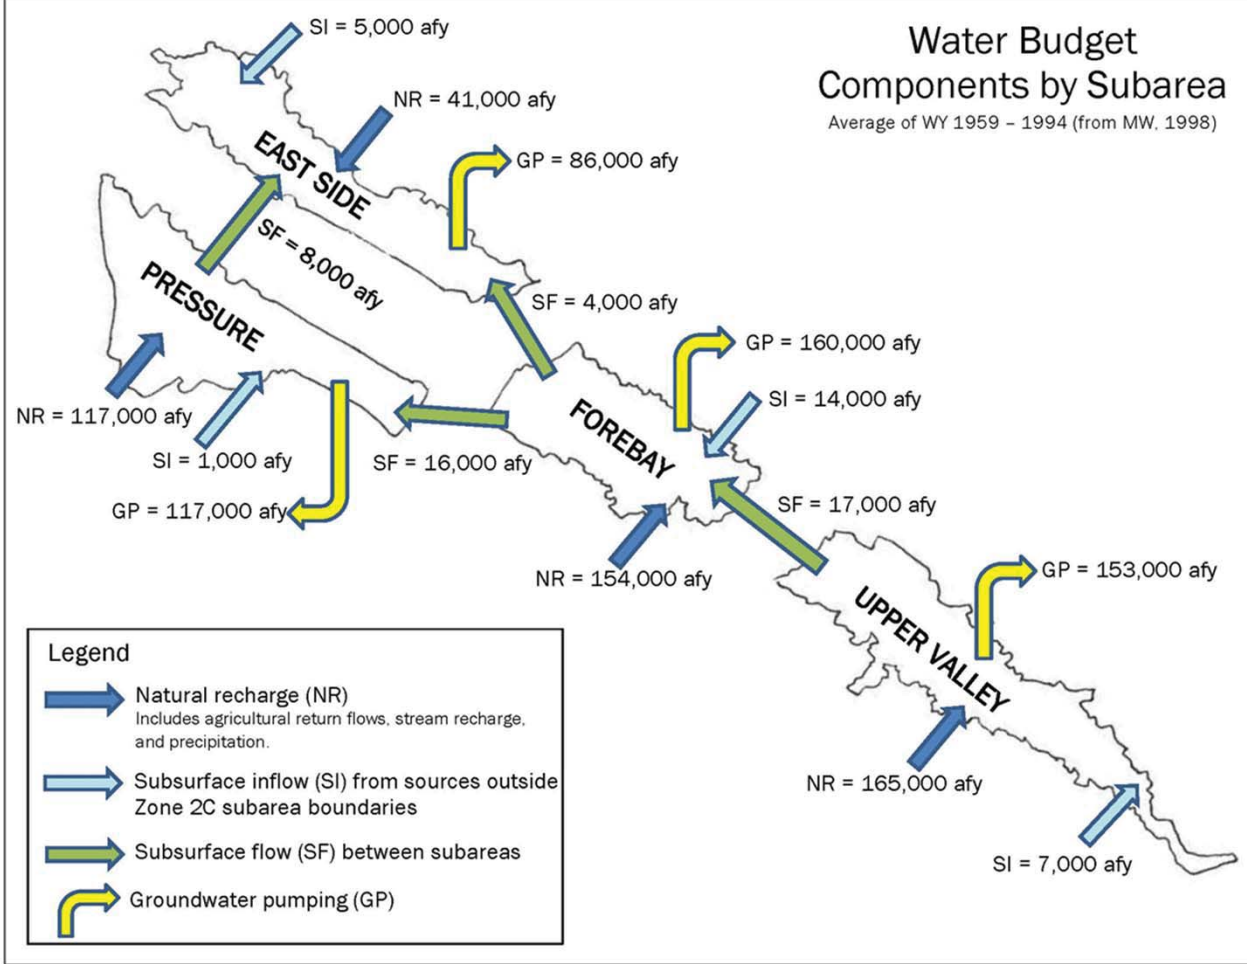 Water Budget
Components by Subarea
Average of WY 1959 – 1994 (from MW, 1998)
SI = 5,000 afy
NR = 41,000 afy
GP = 86,000 afy
EAST SIDE
SF = 8,000 afy
PRESSURE
SF = 4,000 afy
GP = 160,000 afy
SI = 14,000 afy
FOREBAY
NR = 117,000 afy
SI = 1,000 afy
SF = 16,000 afy
GP = 117,000 afy
SF = 17,000 afy
NR = 154,000 afy
GP = 153,000 afy
UPPER VALLEY
NR = 165,000 afy
SI = 7,000 afy
Legend
Natural recharge (NR)
Includes agricultural return flows, stream recharge,
and precipitation.
Subsurface inflow (SI) from sources outside
Zone 2C subarea boundaries
Subsurface flow (SF) between subareas
Groundwater pumping (GP)